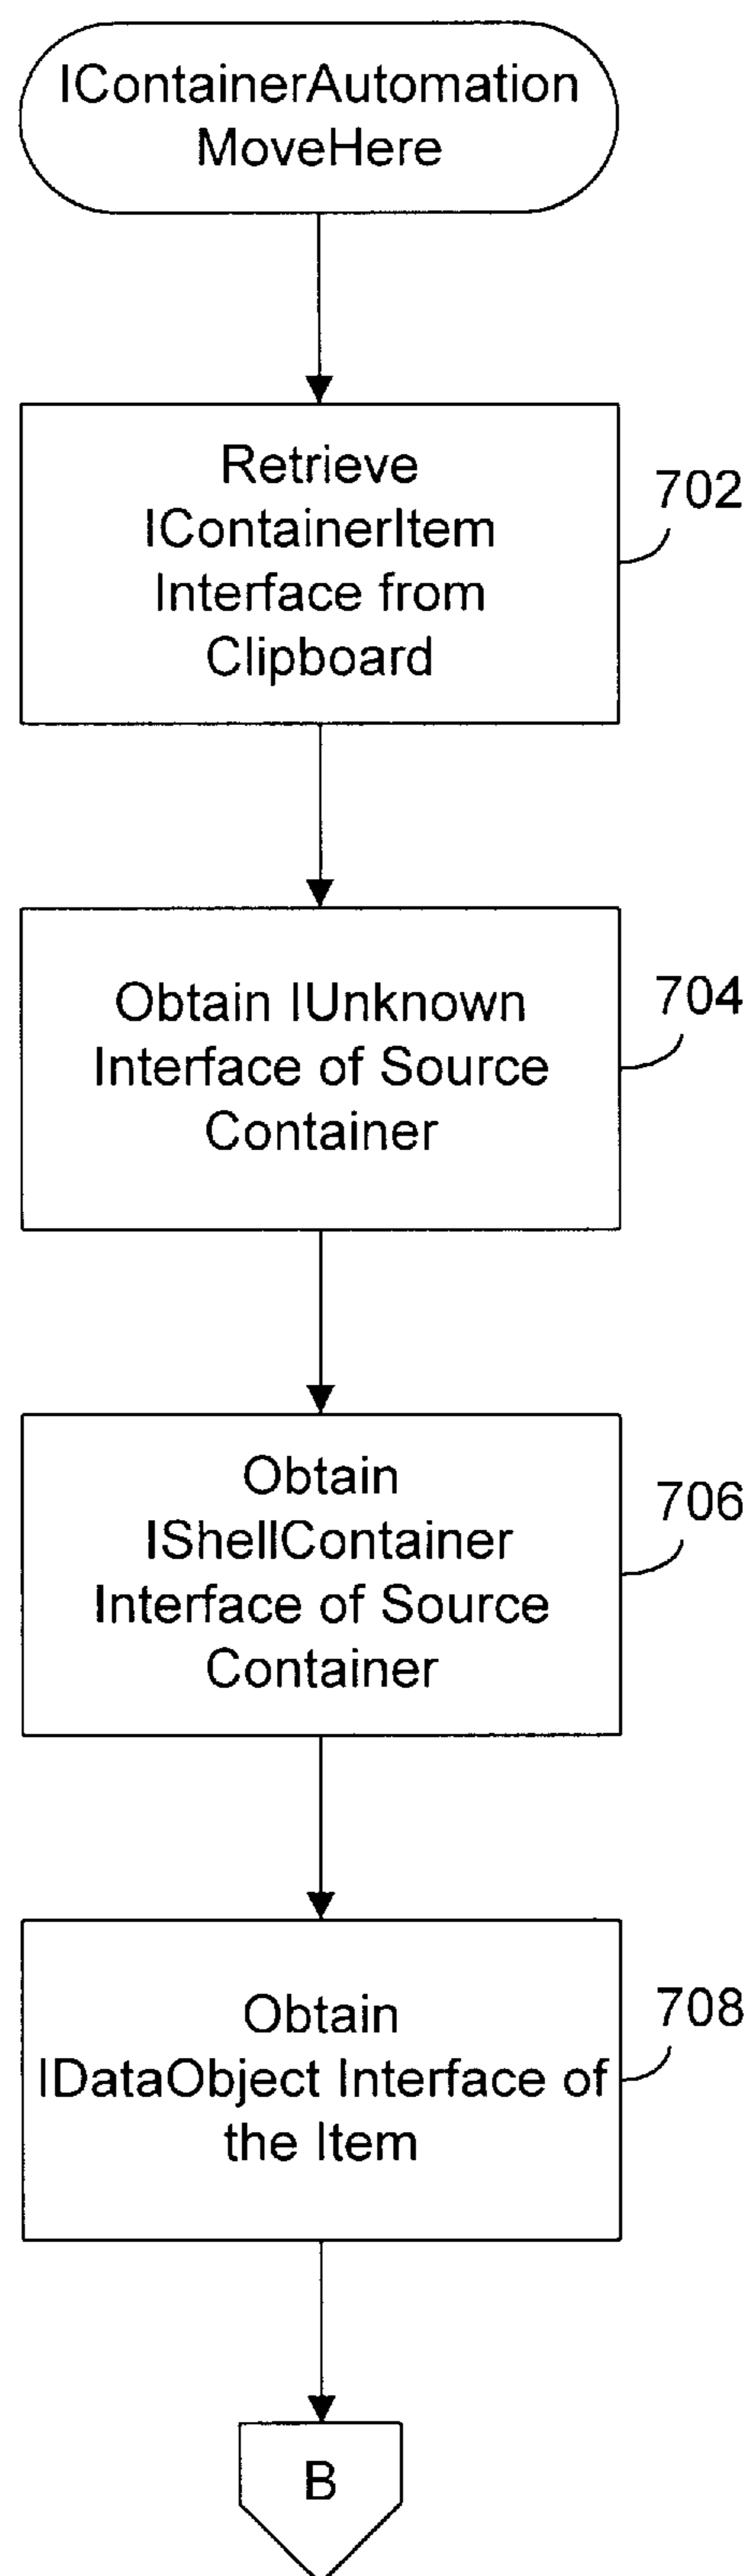 IContainerAutomation
MoveHere
Retrieve
IContainerItem
Interface from
Clipboard
702
Obtain IUnknown
Interface of Source
Container
704
Obtain
IShellContainer
Interface of Source
Container
706
Obtain
IDataObject Interface of
the Item
708
B